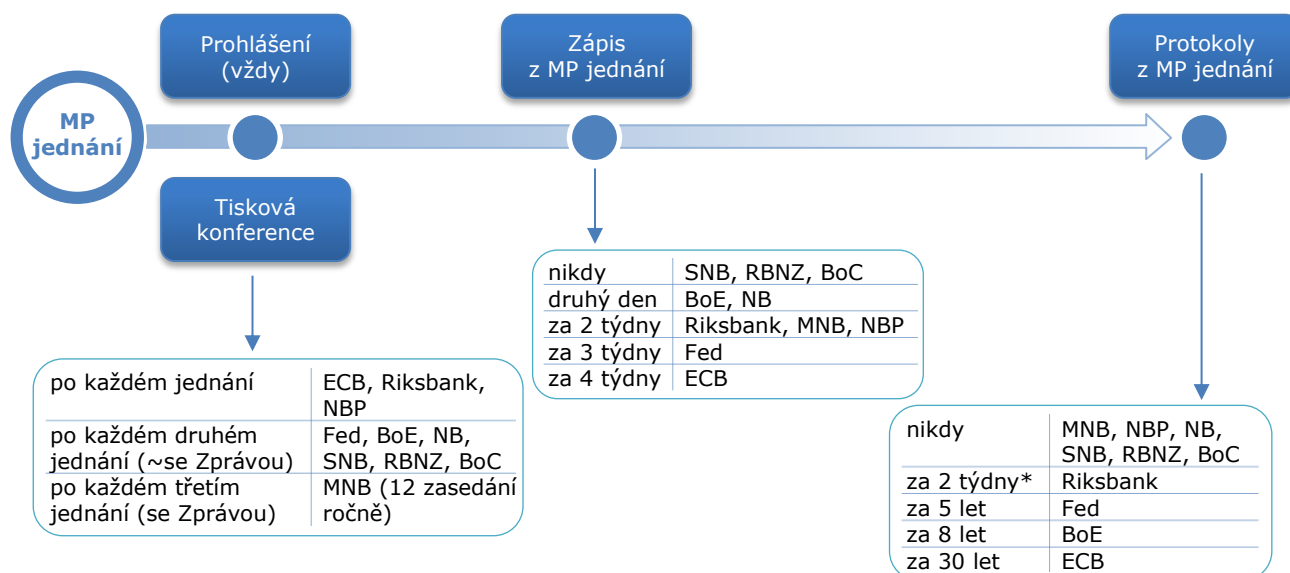 Prohlášení
(vždy)
Zápis
z MP jednání
Protokoly
z MP jednání
MP
jednání
Tisková
konference
nikdy SNB, RBNZ, BoC
druhý den BoE, NB
za 2 týdny Riksbank, MNB, NBP
za 3 týdny Fed
za 4 týdny ECB
po každém jednání ECB, Riksbank,
NBP
po každém druhém Fed, BoE, NB,
jednání (~se Zprávou) SNB, RBNZ, BoC
po každém třetím MNB (12 zasedání
jednání (se Zprávou) ročně)
nikdy MNB, NBP, NB,
SNB, RBNZ, BoC
za 2 týdny* Riksbank
za 5 let Fed
za 8 let BoE
za 30 let ECB